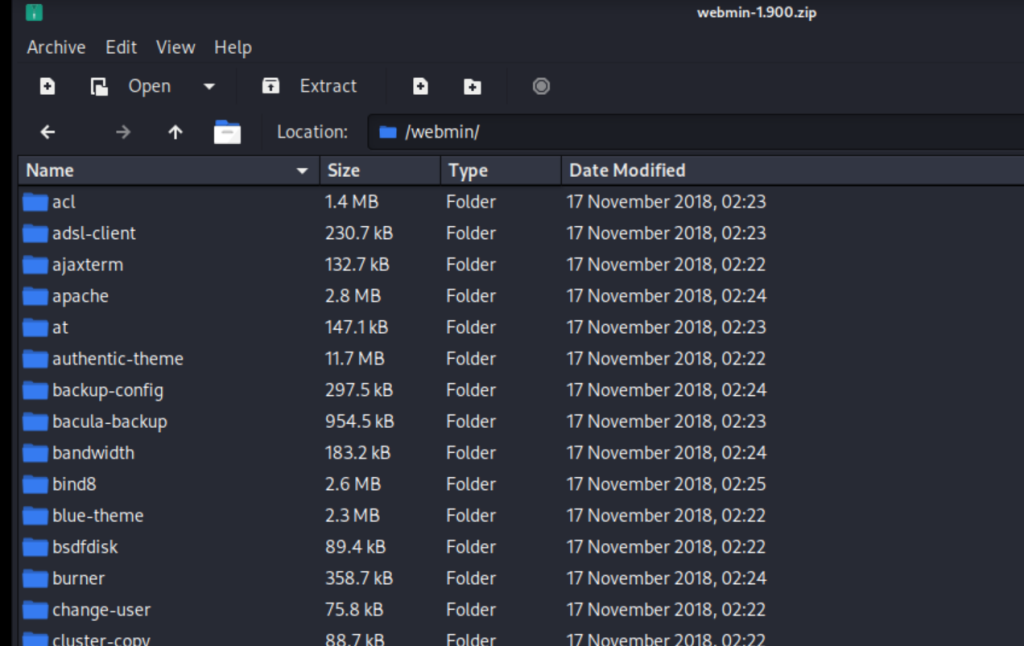 webmin-1.900.zip
Archive Edit View Help
Open Extract
Location: /webmin/
Name Size Type Date Modified
acl 1.4 MB Folder 17 November 2018, 02:23
adsl-client 230.7 kB Folder 17 November 2018, 02:23
ajaxterm 132.7 kB Folder 17 November 2018, 02:22
apache 2.8 MB Folder 17 November 2018, 02:24
at 147.1 kB Folder 17 November 2018, 02:23
authentic-theme 11.7 MB Folder 17 November 2018, 02:22
backup-config 297.5 kB Folder 17 November 2018, 02:24
bacula-backup 954.5 kB Folder 17 November 2018, 02:23
bandwidth 183.2 kB Folder 17 November 2018, 02:24
bind8 2.6 MB Folder 17 November 2018, 02:25
blue-theme 2.3 MB Folder 17 November 2018, 02:22
bsdfdisk 89.4 kB Folder 17 November 2018, 02:22
burner 358.7 kB Folder 17 November 2018, 02:24
change-user 75.8 kB Folder 17 November 2018, 02:22
cluster-copy 88.7 kB Folder 17 November 2018, 02:22